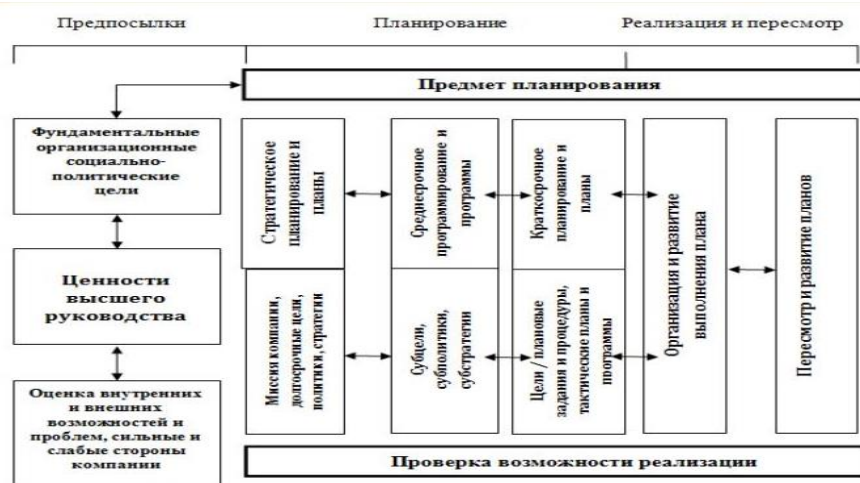 Предпосылки
Планирование
Реализация и пересмотр
Предмет планирования
Фундаментальные
организационные
социально-
политические
цели
Ценности
высшего
руководства
Оценка внутренних
и внешних
возможностей и
проблем, сильные и
слабые стороны
компании
Стратегическое
планирование и
планы
Миссия компании,
долгосрочные цели,
политики, стратегии
Среднесрочное
программирование и
программы
Субцели,
субполитики,
субстратегии
Краткосрочное
планирование и
планы
Цели / плановые
задания и процедуры,
тактические планы и
программы
Организация и развитие
выполнения плана
Пересмотр и развитие планов
Проверка возможности реализации